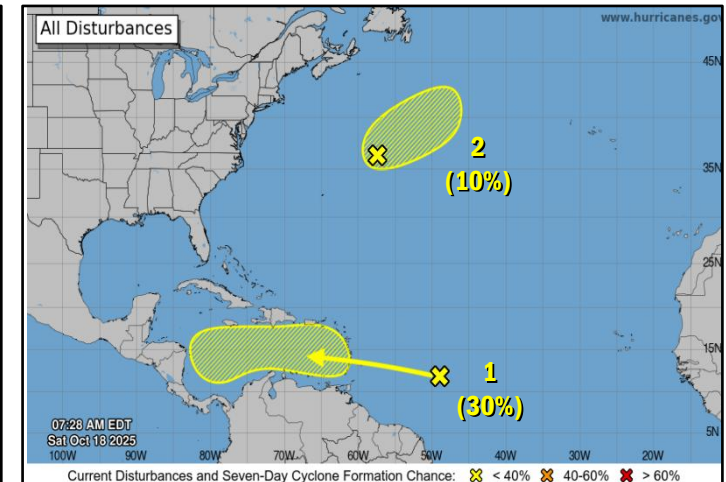 All Disturbances
www.hurricanes.gov
45N
2
(10%)
35N
25N
15N
1
(30%)
07:28 AM EDT
Sat Oct 18 2025
5N
100W 90W 80W 70W 60W 50W 40W 30W 20W
Current Disturbances and Seven-Day Cyclone Formation Chance: < 40% 40-60% > 60%